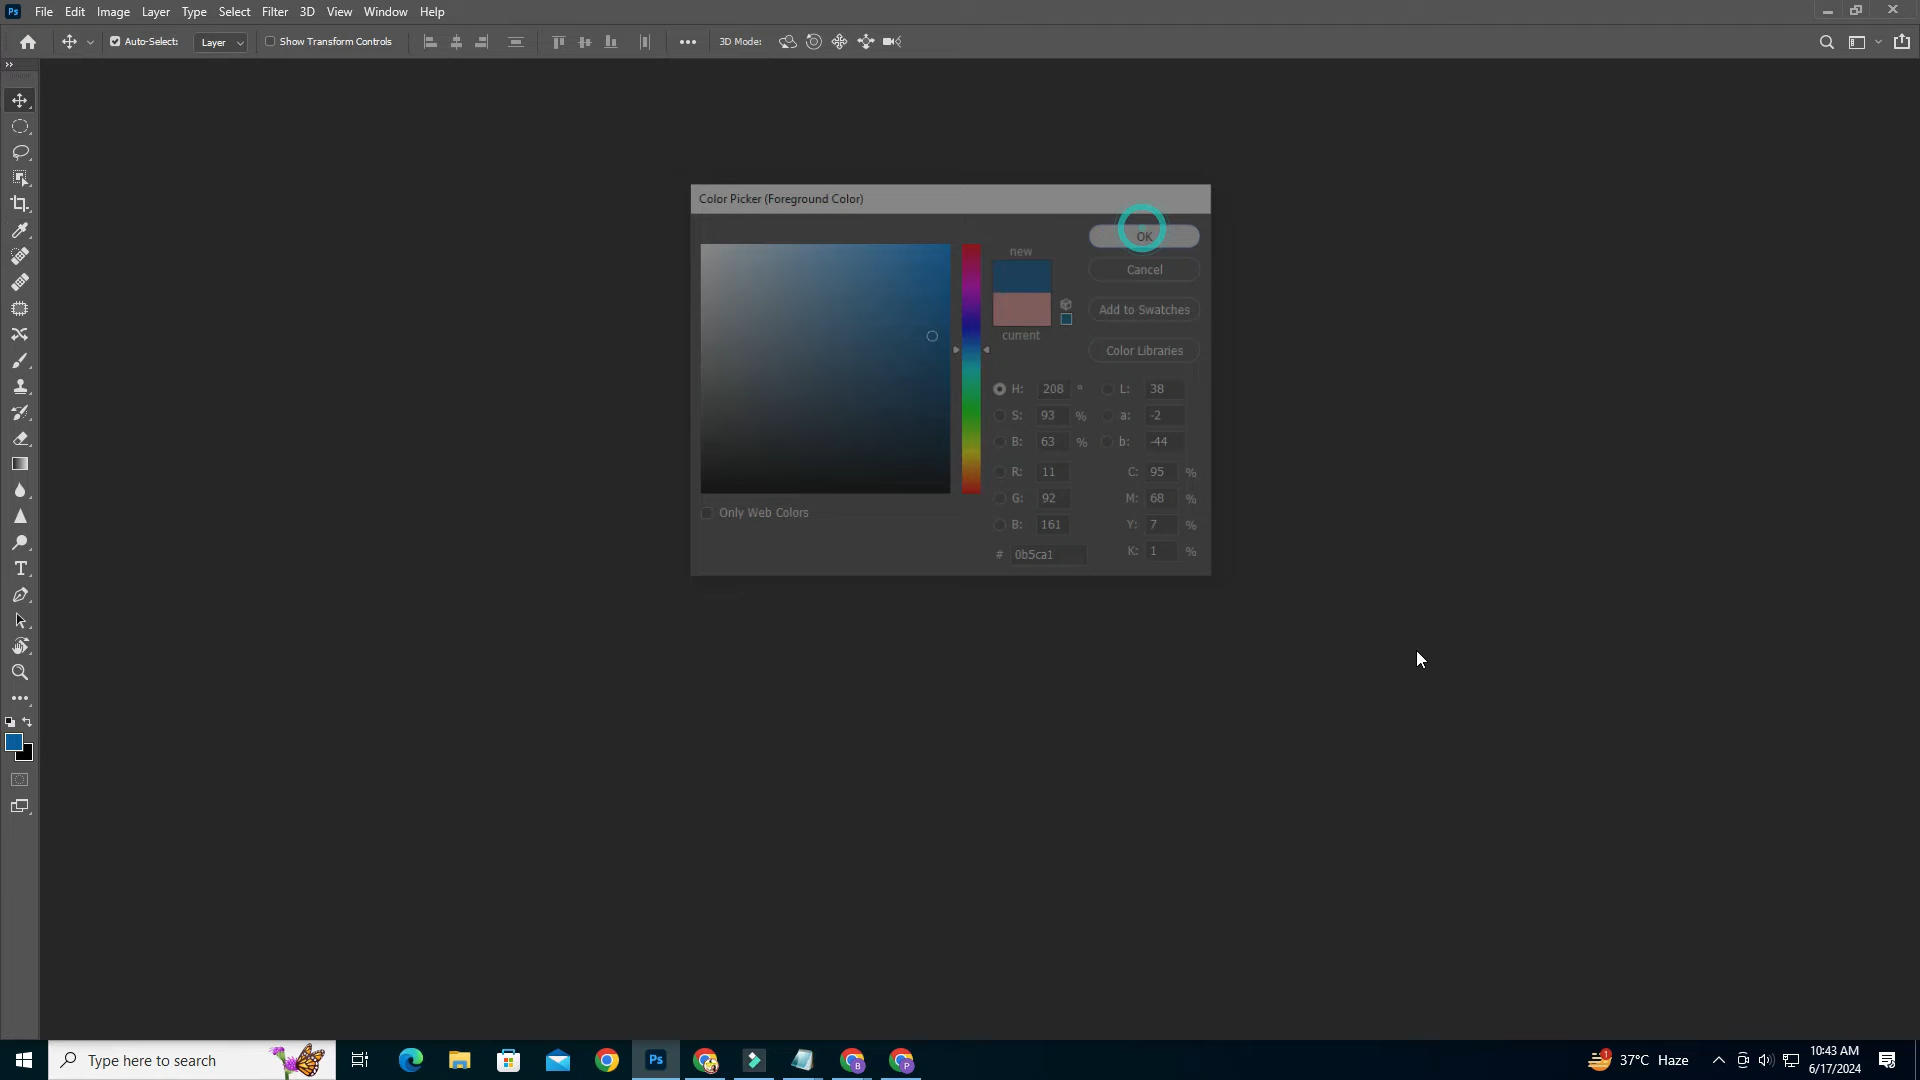 Ps File Edit Image Layer Type Select Filter 3D View Window Help
Auto-Select: Layer Show Transform Controls 3D Mode:
Color Picker (Foreground Color)
new
current
OK
Cancel
Add to Swatches
Color Libraries
H: 208 ° L: 38
S: 93 % a: -2
B: 63 % b: -44
R: 11 C: 95 %
G: 92 M: 68 %
B: 161 Y: 7 %
# 0b5ca1 K: 1 %
Only Web Colors
Type here to search
Ps
B
P
1
37°C Haze
10:43 AM
6/17/2024